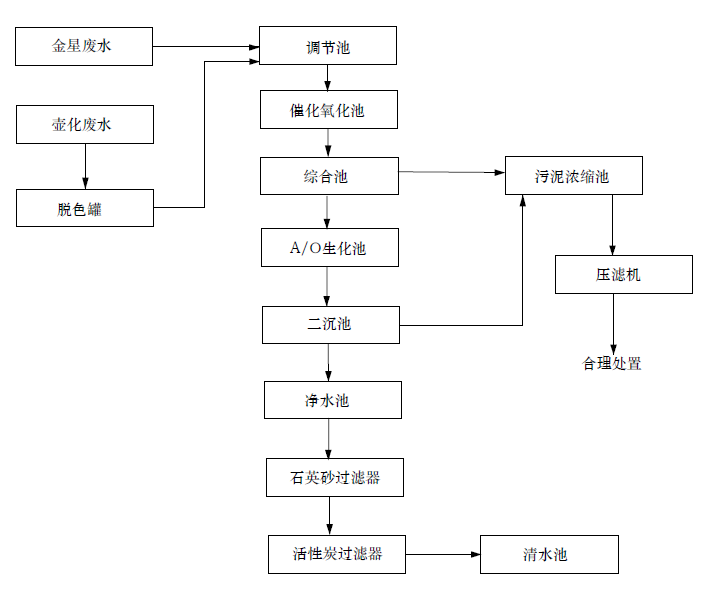 金星废水
调节池
壶化废水
催化氧化池
脱色罐
综合池
污泥浓缩池
A/O生化池
压滤机
二沉池
合理处置
净水池
石英砂过滤器
活性炭过滤器
清水池